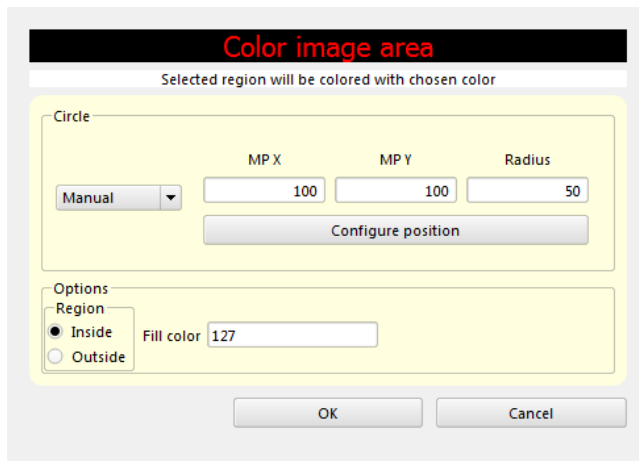 Color image area
Selected region will be colored with chosen color
Circle
MP X MP Y Radius
Manual 100 100 50
Configure position
Options
Region
Inside
Fill color 127
Outside
OK Cancel